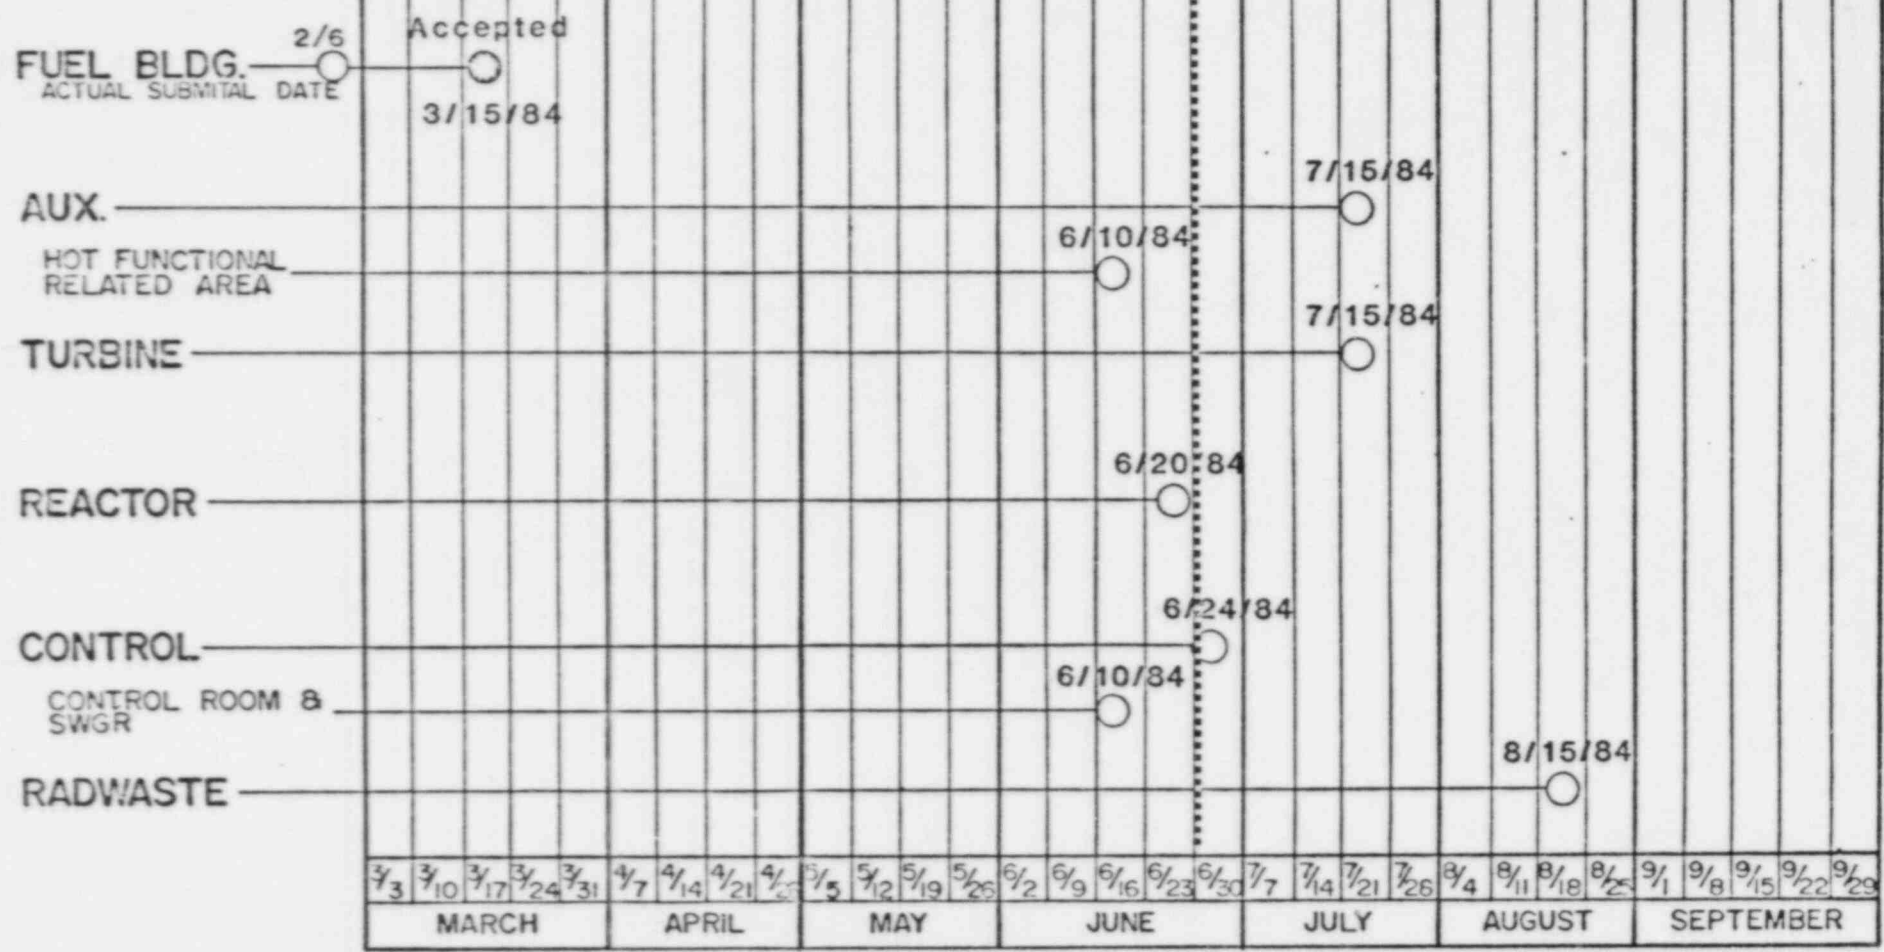 2/6 Accepted
FUEL BLDG.
ACTUAL SUBMITAL DATE
3/15/84
7/15/84
AUX.
6/10/84
HOT FUNCTIONAL
RELATED AREA
7/15/84
TURBINE
6/20/84
REACTOR
6/24/84
CONTROL
6/10/84
CONTROL ROOM &
SWGR
8/15/84
RADWASTE
3/3 3/10 3/17 3/24 3/31 4/7 4/14 4/21 5/5 5/12 5/19 5/26 6/2 6/9 6/16 6/23 6/30 7/7 7/14 7/21 7/28 8/4 8/11 8/18 8/25 9/1 9/8 9/15 9/22 9/29
MARCH APRIL MAY JUNE JULY AUGUST SEPTEMBER